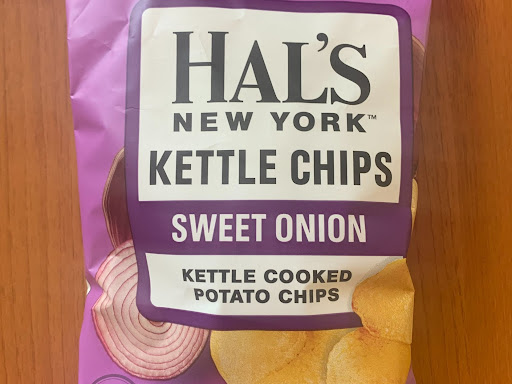 HAL'S
NEW YORK™
KETTLE CHIPS
SWEET ONION
KETTLE COOKED
POTATO CHIPS